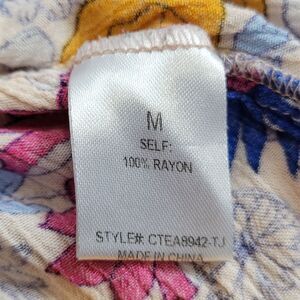 M
SELF:
100% RAYON
STYLE# CTEA8942-TJ
MADE IN CHINA